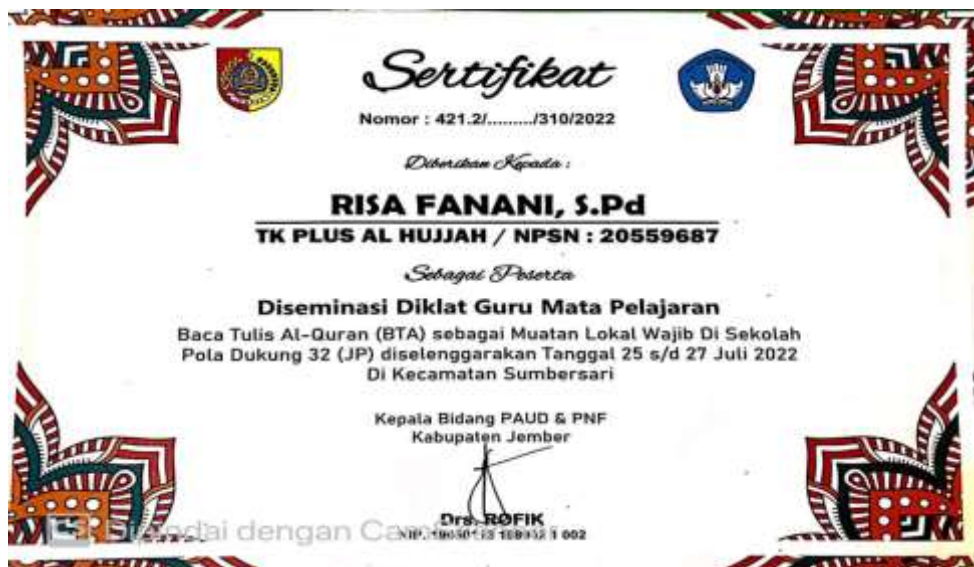 Sertifikat
Nomor : 421.2/........./310/2022
Diberikan Kepada :
RISA FANANI, S.Pd
TK PLUS AL HUJJAH / NPSN : 20559687
Sebagai Peserta
Diseminasi Diklat Guru Mata Pelajaran
Baca Tulis Al-Quran (BTA) sebagai Muatan Lokal Wajib Di Sekolah
Pola Dukung 32 (JP) diselenggarakan Tanggal 25 s/d 27 Juli 2022
Di Kecamatan Sumbersari
Kepala Bidang PAUD & PNF
Kabupaten Jember
Drs. ROFIK
NIP. 1 002
dengan